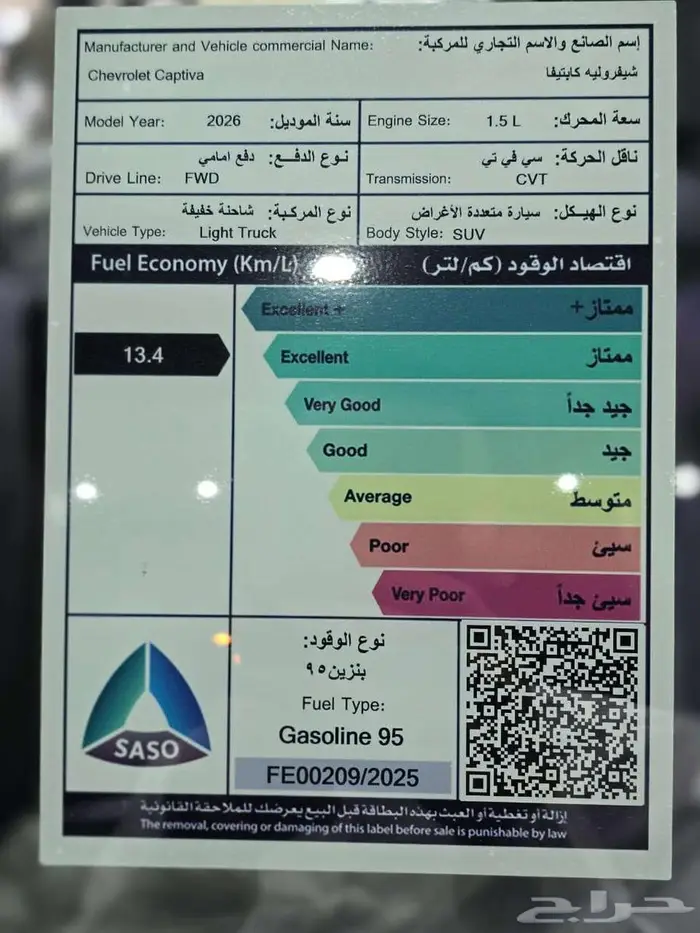 Manufacturer and Vehicle commercial Name: إسم الصانع والاسم التجاري للمركبة:
Chevrolet Captiva شيفروليه كابتيفا
Model Year: 2026 سنة الموديل:
Engine Size: 1.5 L سعة المحرك:
نوع الدفع: دفع امامي
Drive Line: FWD
ناقل الحركة: سي في تي
Transmission: CVT
نوع المركبة: شاحنة خفيفة
Vehicle Type: Light Truck
نوع الهيكل: سيارة متعددة الأغراض
Body Style: SUV
Fuel Economy (Km/L) اقتصاد الوقود (كم/لتر)
Excellent + ممتاز+
13.4
Excellent ممتاز
Very Good جيد جداً
Good جيد
Average متوسط
Poor سيئ
Very Poor سيئ جداً
SASO
نوع الوقود:
بنزين ٩٥
Fuel Type:
Gasoline 95
FE00209/2025
إزالة أو تغطية أو العبث بهذه البطاقة قبل البيع يعرضك للملاحقة القانونية
The removal, covering or damaging of this label before sale is punishable by law
حراج